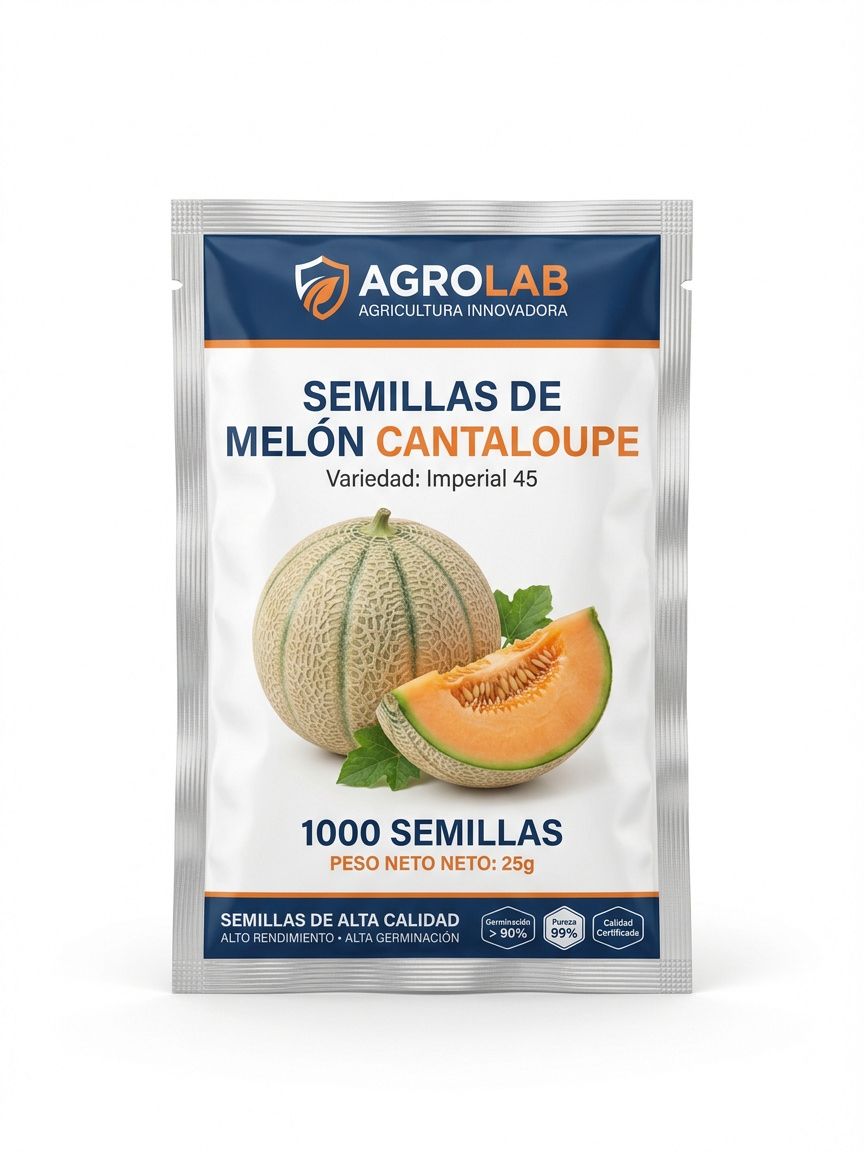 AGROLAB
AGRICULTURA INNOVADORA
SEMILLAS DE
MELÓN CANTALOUPE
Variedad: Imperial 45
1000 SEMILLAS
PESO NETO NETO: 25g
SEMILLAS DE ALTA CALIDAD
ALTO RENDIMIENTO • ALTA GERMINACIÓN
Germinación
> 90%
Pureza
99%
Calidad
Certificade